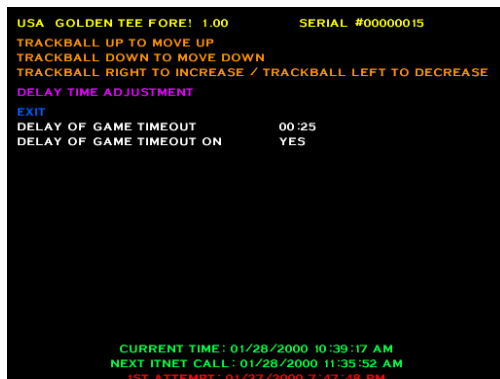 USA GOLDEN TEE FORE! 1.00 SERIAL #00000015
TRACKBALL UP TO MOVE UP
TRACKBALL DOWN TO MOVE DOWN
TRACKBALL RIGHT TO INCREASE / TRACKBALL LEFT TO DECREASE
DELAY TIME ADJUSTMENT
EXIT
DELAY OF GAME TIMEOUT 00:25
DELAY OF GAME TIMEOUT ON YES
CURRENT TIME: 01/28/2000 10:39:17 AM
NEXT ITNET CALL: 01/28/2000 11:35:52 AM
1ST ATTEMPT: 01/27/2000 7:47:48 PM